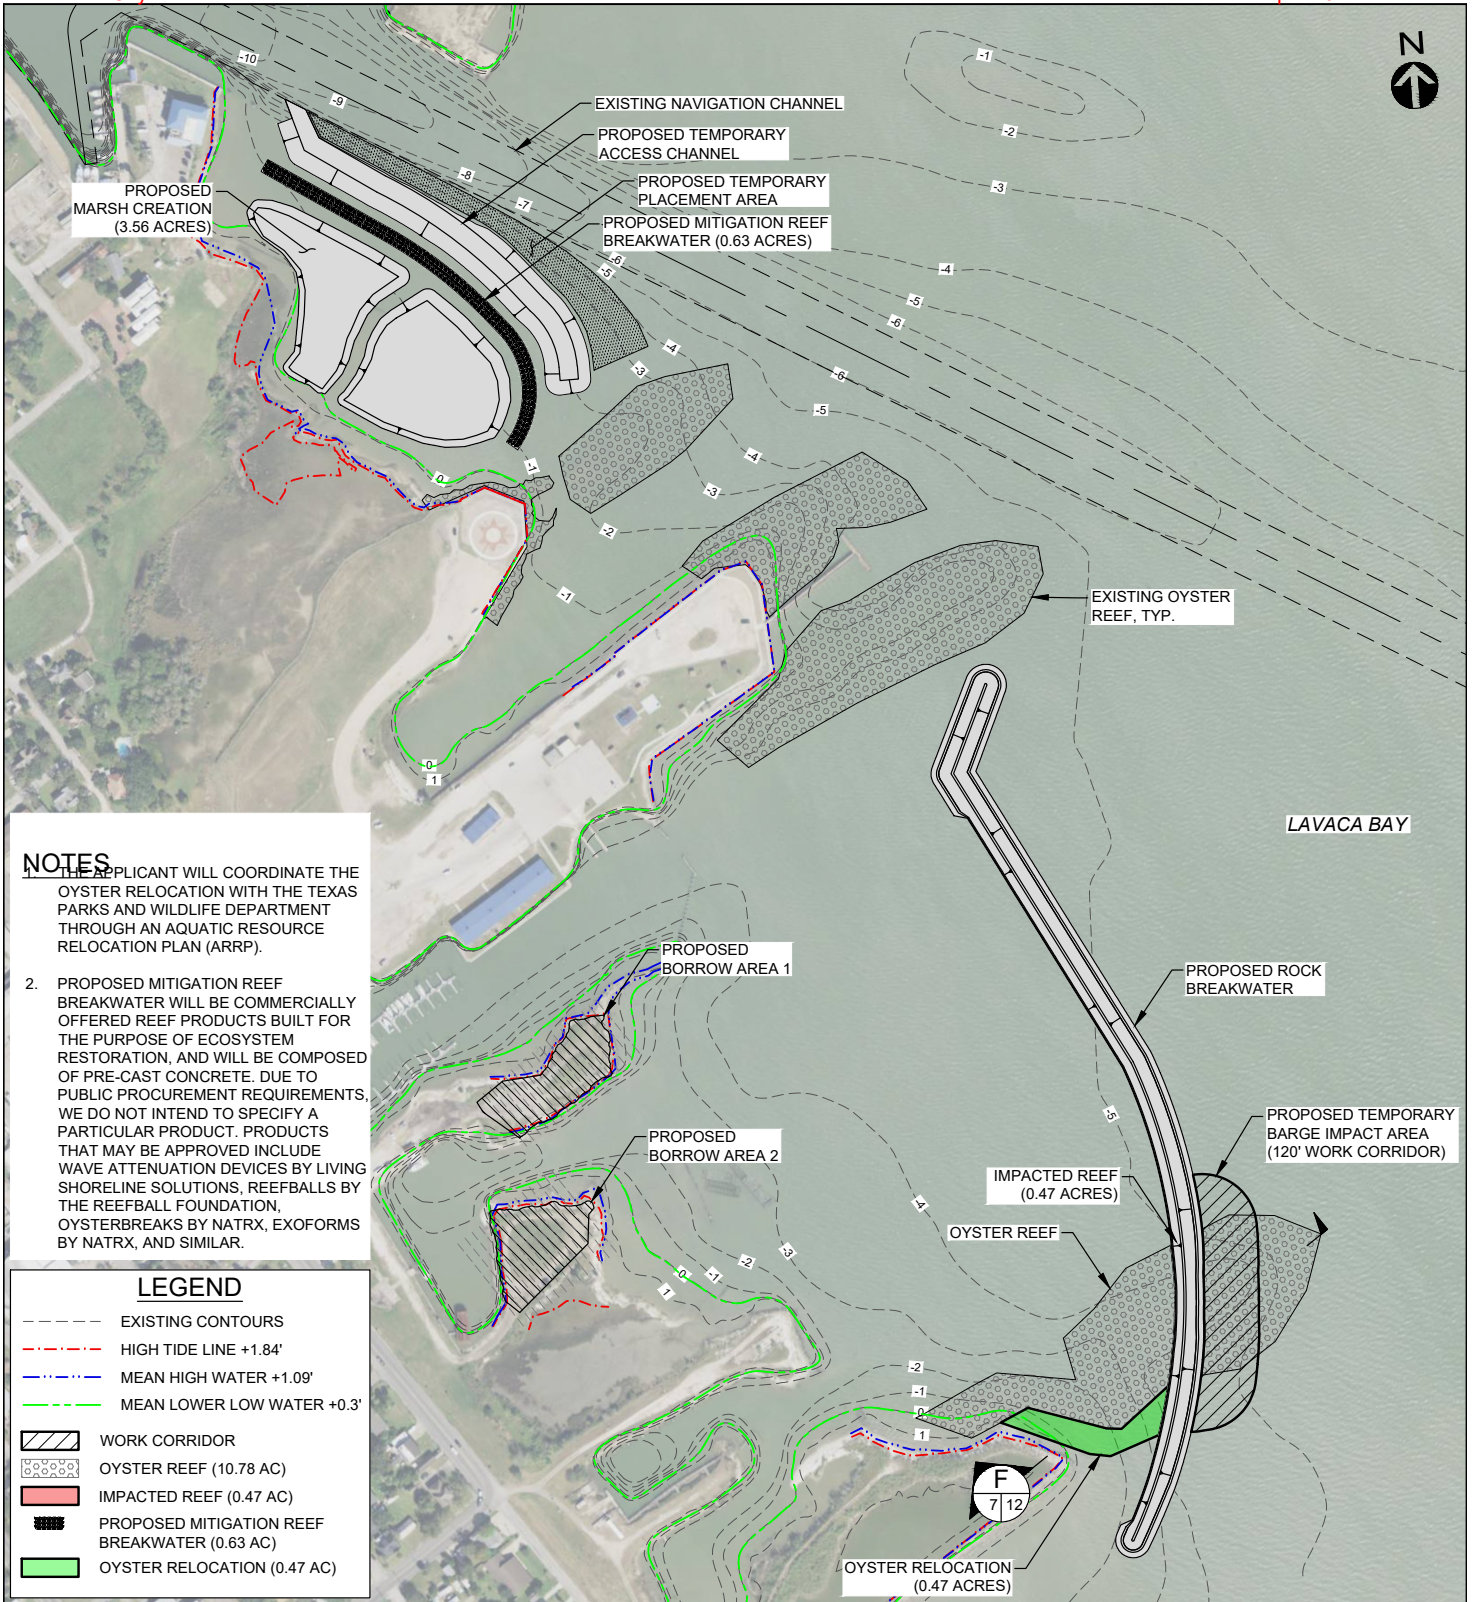 N
-10
-9
-8
-7
-6
-5
-1
-2
-3
-4
-5
-6
-6
-5
-4
-3
-4
-3
-2
-1
-1
0
0
1
EXISTING NAVIGATION CHANNEL
PROPOSED TEMPORARY
ACCESS CHANNEL
PROPOSED TEMPORARY
PLACEMENT AREA
PROPOSED MITIGATION REEF
BREAKWATER (0.63 ACRES)
PROPOSED
MARSH CREATION
(3.56 ACRES)
EXISTING OYSTER
REEF, TYP.
LAVACA BAY
NOTES
1. THE APPLICANT WILL COORDINATE THE
OYSTER RELOCATION WITH THE TEXAS
PARKS AND WILDLIFE DEPARTMENT
THROUGH AN AQUATIC RESOURCE
RELOCATION PLAN (ARRP).
2. PROPOSED MITIGATION REEF
BREAKWATER WILL BE COMMERCIALLY
OFFERED REEF PRODUCTS BUILT FOR
THE PURPOSE OF ECOSYSTEM
RESTORATION, AND WILL BE COMPOSED
OF PRE-CAST CONCRETE. DUE TO
PUBLIC PROCUREMENT REQUIREMENTS,
WE DO NOT INTEND TO SPECIFY A
PARTICULAR PRODUCT. PRODUCTS
THAT MAY BE APPROVED INCLUDE
WAVE ATTENUATION DEVICES BY LIVING
SHORELINE SOLUTIONS, REEFBALLS BY
THE REEFBALL FOUNDATION,
OYSTERBREAKS BY NATRX, EXOFORMS
BY NATRX, AND SIMILAR.
PROPOSED
BORROW AREA 1
PROPOSED
BORROW AREA 2
PROPOSED ROCK
BREAKWATER
PROPOSED TEMPORARY
BARGE IMPACT AREA
(120' WORK CORRIDOR)
IMPACTED REEF
(0.47 ACRES)
OYSTER REEF
-5
-4
-3
-2
-1
0
1
-2
-1
0
1
F
7 12
OYSTER RELOCATION
(0.47 ACRES)
LEGEND
EXISTING CONTOURS
HIGH TIDE LINE +1.84'
MEAN HIGH WATER +1.09'
MEAN LOWER LOW WATER +0.3'
WORK CORRIDOR
OYSTER REEF (10.78 AC)
IMPACTED REEF (0.47 AC)
PROPOSED MITIGATION REEF
BREAKWATER (0.63 AC)
OYSTER RELOCATION (0.47 AC)